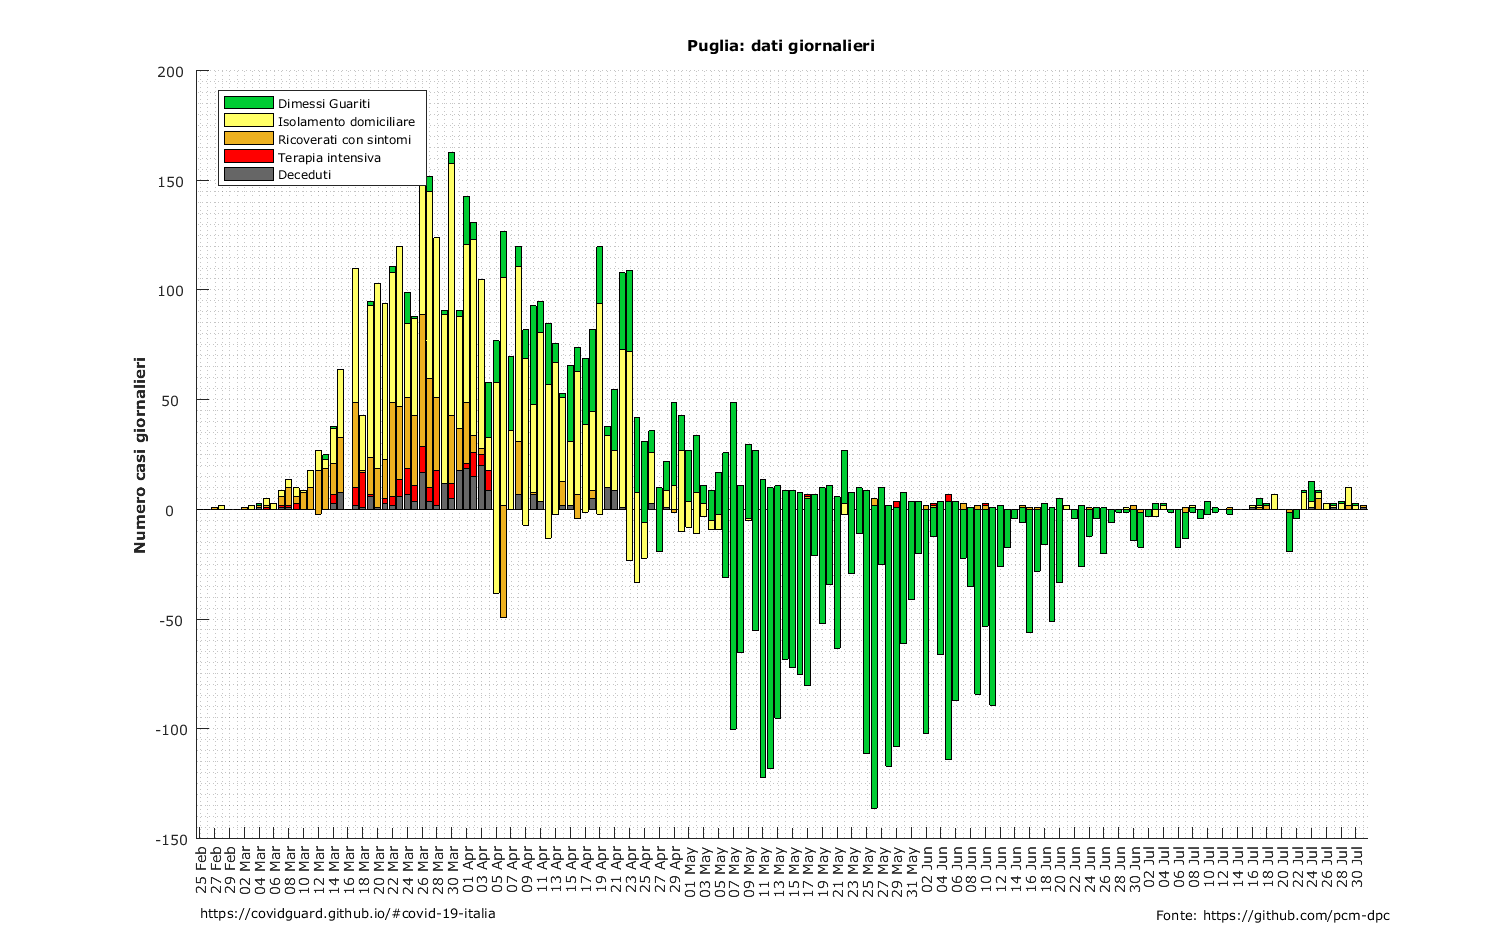 Puglia: dati giornalieri
200
150
100
50
0
-50
-100
-150
Numero casi giornalieri
Dimessi Guariti
Isolamento domiciliare
Ricoverati con sintomi
Terapia intensiva
Deceduti
25 Feb
27 Feb
29 Feb
02 Mar
04 Mar
06 Mar
08 Mar
10 Mar
12 Mar
14 Mar
16 Mar
18 Mar
20 Mar
22 Mar
24 Mar
26 Mar
28 Mar
30 Mar
01 Apr
03 Apr
05 Apr
07 Apr
09 Apr
11 Apr
13 Apr
15 Apr
17 Apr
19 Apr
21 Apr
23 Apr
25 Apr
27 Apr
29 Apr
01 May
03 May
05 May
07 May
09 May
11 May
13 May
15 May
17 May
19 May
21 May
23 May
25 May
27 May
29 May
31 May
02 Jun
04 Jun
06 Jun
08 Jun
10 Jun
12 Jun
14 Jun
16 Jun
18 Jun
20 Jun
22 Jun
24 Jun
26 Jun
28 Jun
30 Jun
02 Jul
04 Jul
06 Jul
08 Jul
10 Jul
12 Jul
14 Jul
16 Jul
18 Jul
20 Jul
22 Jul
24 Jul
26 Jul
28 Jul
30 Jul
https://covidguard.github.io/#covid-19-italia
Fonte: https://github.com/pcm-dpc